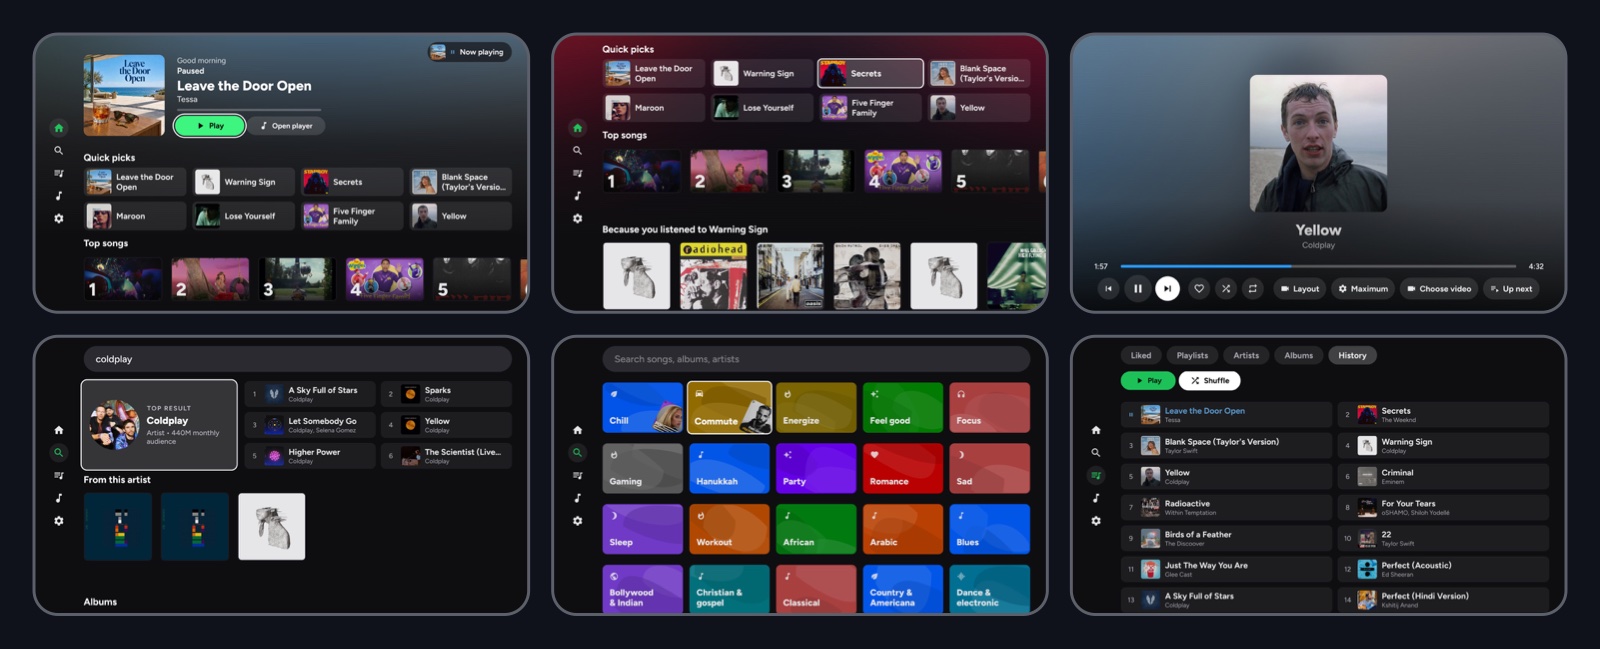 Leave
the Door
Open
Good morning
Paused
Leave the Door Open
Tessa
Now playing
Play
Open player
Quick picks
Leave the Door
Open
Warning Sign
Secrets
Blank Space
(Taylor's Versio...
Maroon
Lose Yourself
Five Finger
Family
Yellow
Top songs
1
2
3
4
5
Quick picks
Leave the Door
Open
Warning Sign
Secrets
Blank Space
(Taylor's Versio...
Maroon
Lose Yourself
Five Finger
Family
Yellow
Top songs
1
2
3
4
5
Because you listened to Warning Sign
Radiohead
Yellow
Coldplay
1:57
4:32
Layout
Maximum
Choose video
Up next
coldplay
TOP RESULT
Coldplay
Artist • 440M monthly
audience
1
A Sky Full of Stars
Coldplay
2
Sparks
Coldplay
3
Let Somebody Go
Coldplay, Selena Gomez
4
Yellow
Coldplay
5
Higher Power
Coldplay
6
The Scientist (Live...
Coldplay
From this artist
Albums
Search songs, albums, artists
Chill
Commute
Energize
Feel good
Focus
Gaming
Hanukkah
Party
Romance
Sad
Sleep
Workout
African
Arabic
Blues
Bollywood
& Indian
Christian &
gospel
Classical
Country &
Americana
Dance &
electronic
Liked
Playlists
Artists
Albums
History
Play
Shuffle
Leave the Door Open
Tessa
2
Secrets
The Weeknd
3
Blank Space (Taylor's Version)
Taylor Swift
4
Warning Sign
Coldplay
5
Yellow
Coldplay
6
Criminal
Eminem
7
Radioactive
Within Temptation
8
For Your Tears
oSHAMO, Shiloh Yodellé
9
Birds of a Feather
The Discoover
10
22
Taylor Swift
11
Just The Way You Are
Glee Cast
12
Perfect (Acoustic)
Ed Sheeran
13
A Sky Full of Stars
Coldplay
14
Perfect (Hindi Version)
Kshitij Anand